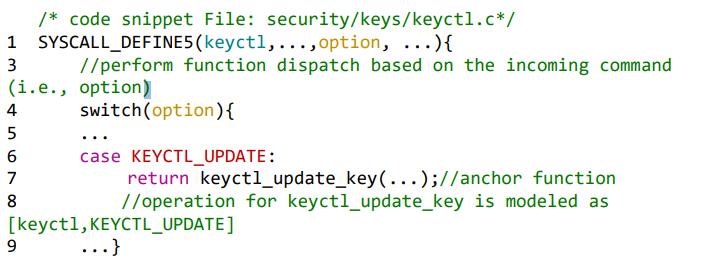 /* code snippet File: security/keys/keyctl.c*/
1 SYSCALL_DEFINE5(keyctl,...,option, ...){
3 //perform function dispatch based on the incoming command
(i.e., option)
4 switch(option){
5 ...
6 case KEYCTL_UPDATE:
7 return keyctl_update_key(...);//anchor function
8 //operation for keyctl_update_key is modeled as
[keyctl,KEYCTL_UPDATE]
9 ...}